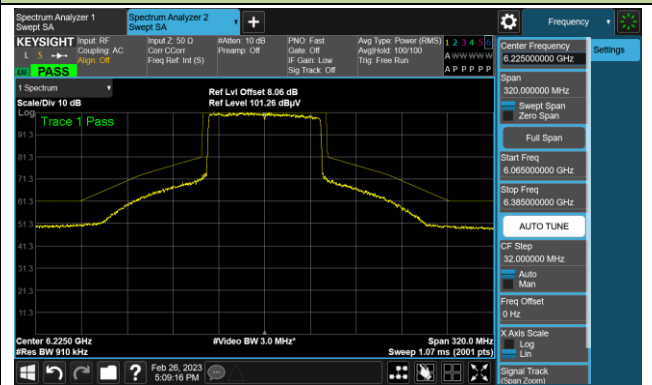 Spectrum Analyzer 1
Swept SA
Spectrum Analyzer 2
Swept SA
Frequency
KEYSIGHT
L S
PASS
Input: RF
Coupling: AC
Align: Off
Input Z: 50 Ω
Corr CCorr
Freq Ref: Int (S)
#Atten: 10 dB
Preamp: Off
PNO: Fast
Gate: Off
IF Gain: Low
Sig Track: Off
Avg Type: Power (RMS)
Avg|Hold: 100/100
Trig: Free Run
1 2 3 4 5 6
A W W W W W
A P P P P P
1 Spectrum
Scale/Div 10 dB
Ref Lvl Offset 8.06 dB
Ref Level 101.26 dBµV
Log
Trace 1 Pass
91.3
81.3
71.3
61.3
51.3
41.3
31.3
21.3
11.3
Center 6.2250 GHz
#Res BW 910 kHz
#Video BW 3.0 MHz*
Span 320.0 MHz
Sweep 1.07 ms (2001 pts)
Feb 26, 2023
5:09:16 PM
Center Frequency
6.225000000 GHz
Settings
Span
320.000000 MHz
Swept Span
Zero Span
Full Span
Start Freq
6.065000000 GHz
Stop Freq
6.385000000 GHz
AUTO TUNE
CF Step
32.000000 MHz
Auto
Man
Freq Offset
0 Hz
X Axis Scale
Log
Lin
Signal Track
(Span Zoom)